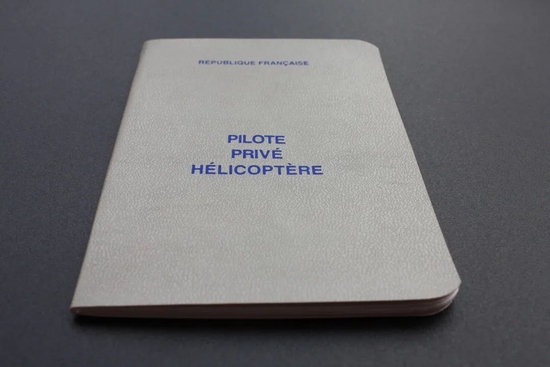 RÉPUBLIQUE FRANÇAISE
PILOTE
PRIVÉ
HÉLICOPTÈRE